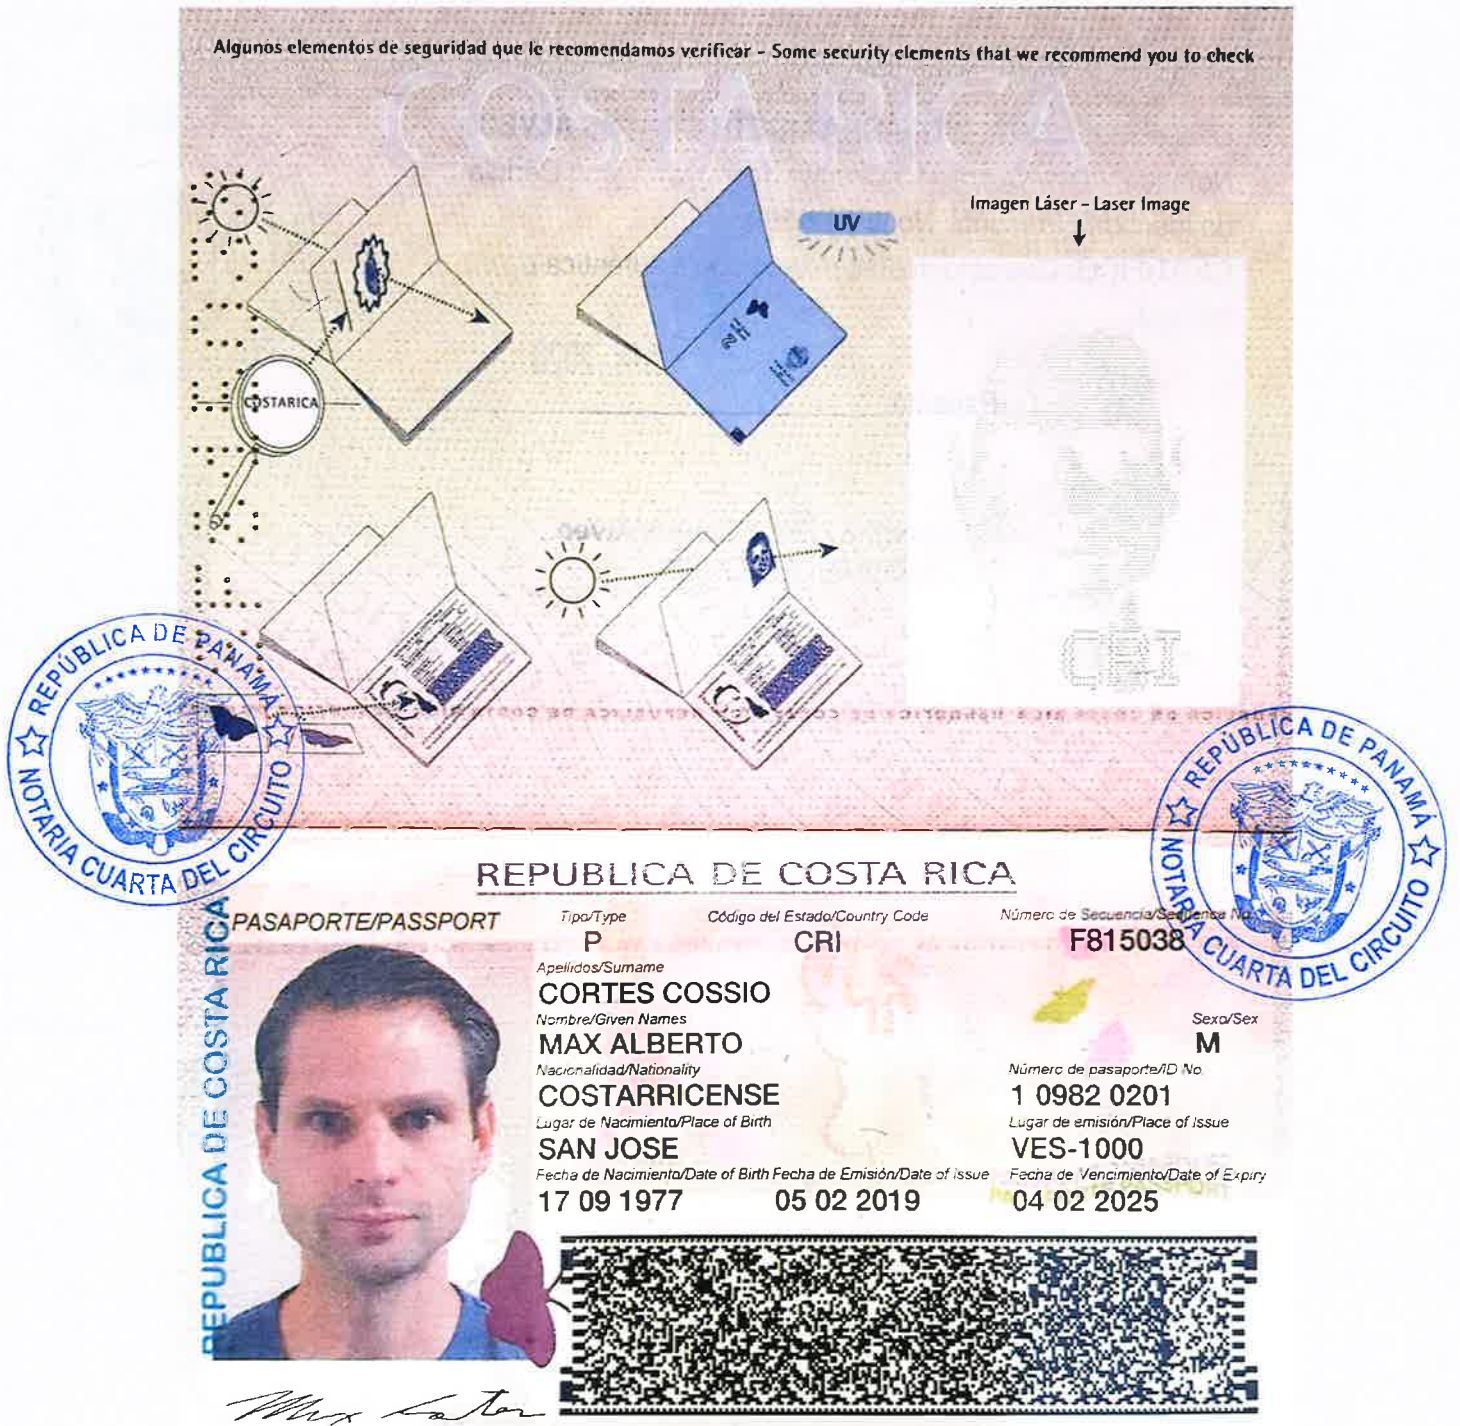 Algunos elementos de seguridad que le recomendamos verificar - Some security elements that we recommend you to check
COSTA RICA
UV
Imagen Láser - Laser Image
COSTARICA
CRI
REPÚBLICA DE PANAMÁ
NOTARIA CUARTA DEL CIRCUITO
REPÚBLICA DE PANAMÁ
NOTARIA CUARTA DEL CIRCUITO
REPUBLICA DE COSTA RICA
REPUBLICA DE COSTA RICA
PASAPORTE/PASSPORT
Tipo/Type Código del Estado/Country Code Número de Secuencia/Sequence No.
P CRI F815038
Apellidos/Surname
CORTES COSSIO
Nombre/Given Names Sexo/Sex
MAX ALBERTO M
Nacionalidad/Nationality Número de pasaporte/ID No.
COSTARRICENSE 1 0982 0201
Lugar de Nacimiento/Place of Birth Lugar de emisión/Place of issue
SAN JOSE VES-1000
Fecha de Nacimiento/Date of Birth Fecha de Emisión/Date of issue Fecha de Vencimiento/Date of Expiry
17 09 1977 05 02 2019 04 02 2025